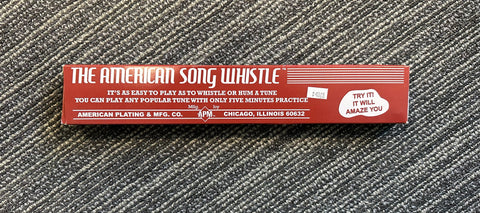 THE AMERICAN SONG WHISTLE™
IT'S AS EASY TO PLAY AS TO WHISTLE OR HUM A TUNE
YOU CAN PLAY ANY POPULAR TUNE WITH ONLY FIVE MINUTES PRACTICE
Mfg. by
AMERICAN PLATING & MFG. CO. APM CHICAGO, ILLINOIS 60632
TRY IT!
IT WILL
AMAZE YOU